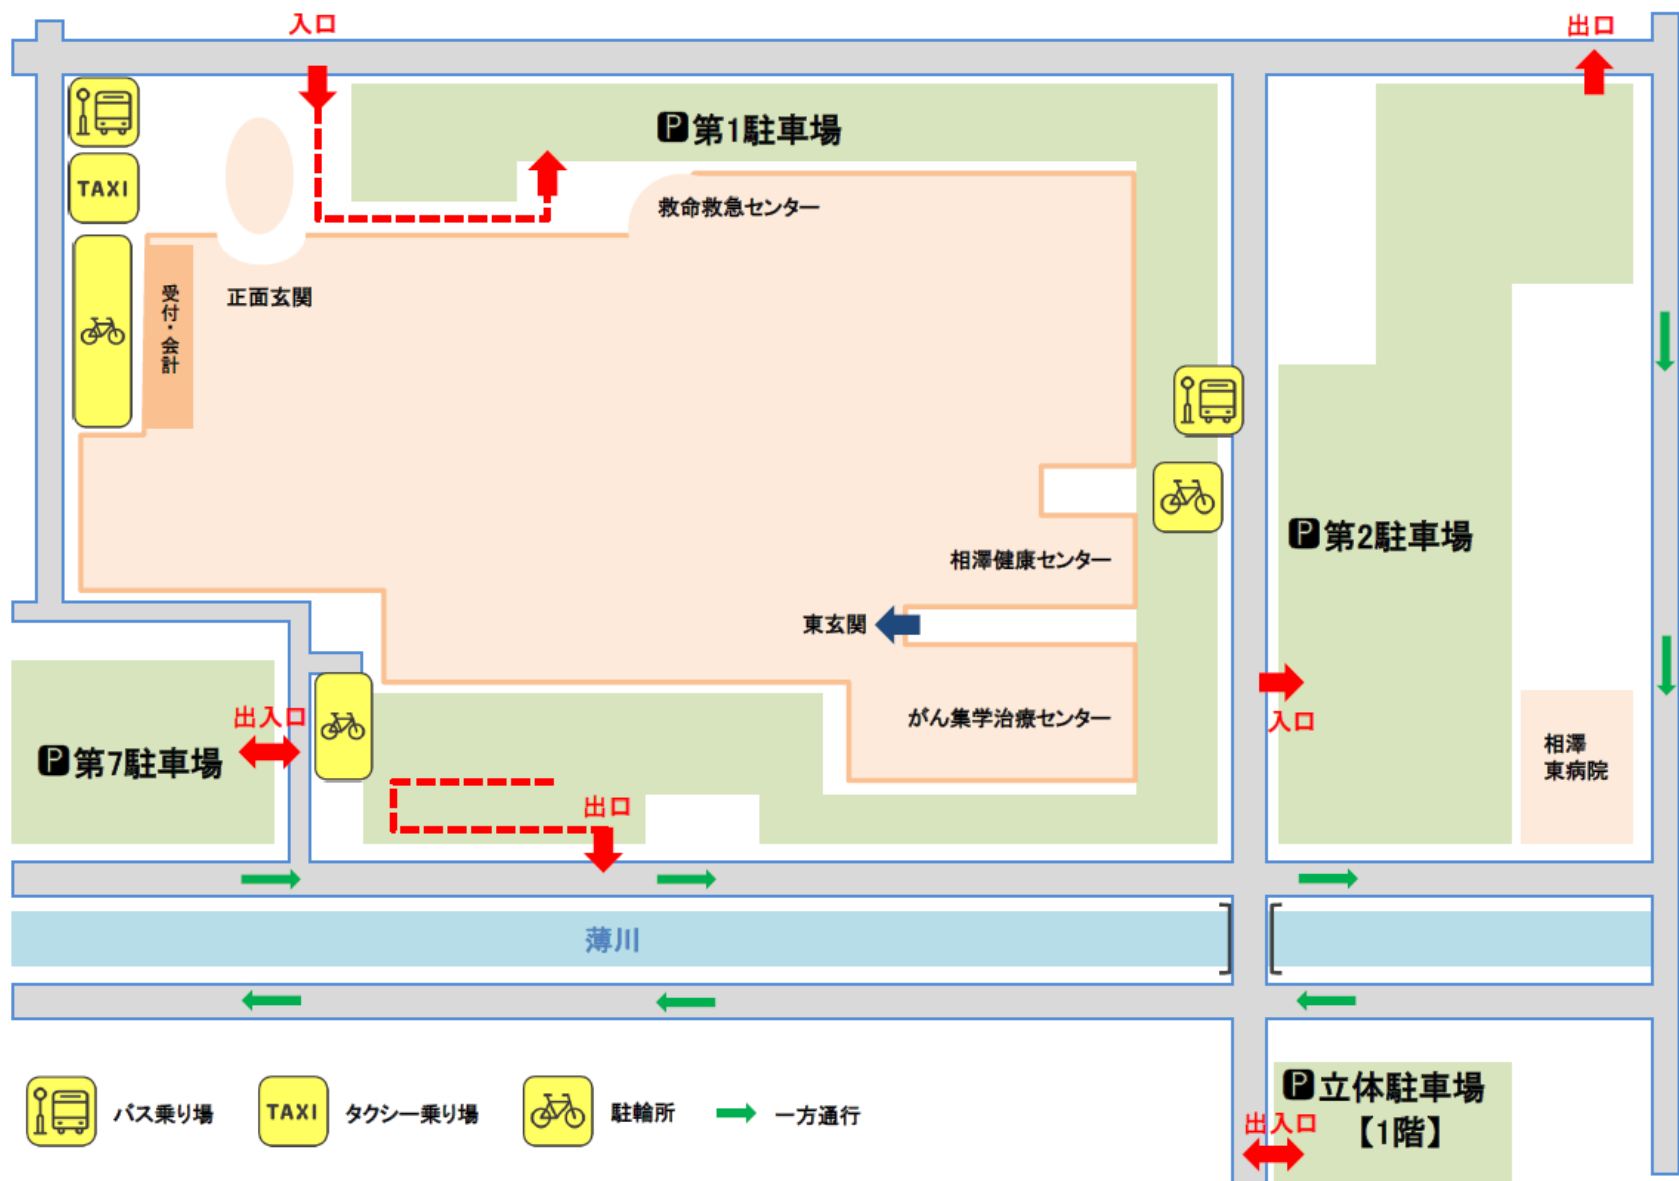 入口
出口
P 第1駐車場
TAXI
救命救急センター
受付・会計
正面玄関
P 第2駐車場
相澤健康センター
東玄関
がん集学治療センター
出入口
入口
P 第7駐車場
相澤
東病院
出口
薄川
P 立体駐車場
【1階】
出入口
バス乗り場
TAXI
タクシー乗り場
駐輪所
一方通行